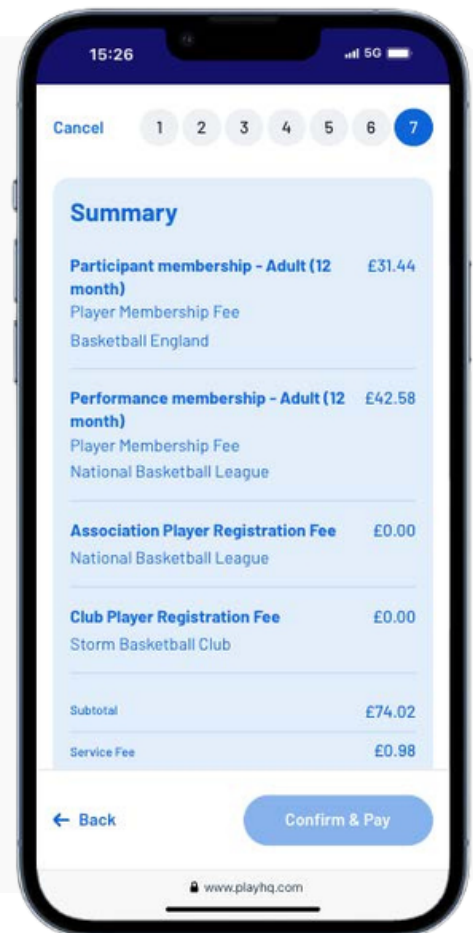 15:26
5G
Cancel 1 2 3 4 5 6 7
Summary
Participant membership - Adult (12 £31.44
month)
Player Membership Fee
Basketball England
Performance membership - Adult (12 £42.58
month)
Player Membership Fee
National Basketball League
Association Player Registration Fee £0.00
National Basketball League
Club Player Registration Fee £0.00
Storm Basketball Club
Subtotal £74.02
Service Fee £0.98
← Back Confirm & Pay
www.playhq.com